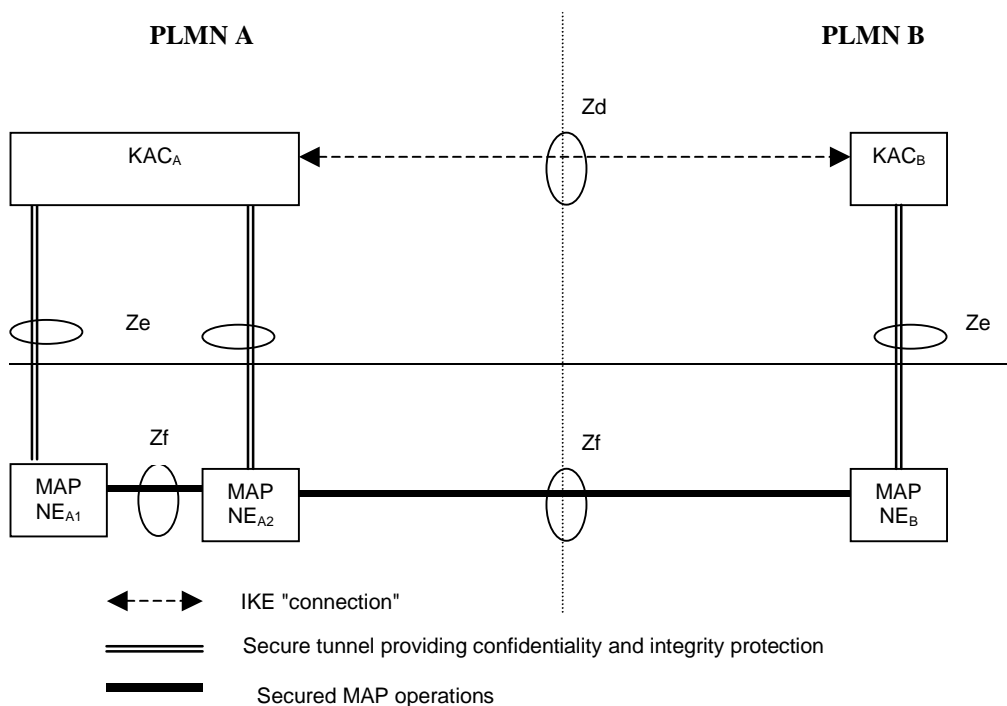 PLMN A
PLMN B
Zd
KACA
KACB
Ze
Ze
Zf
Zf
MAP
NEA1
MAP
NEA2
MAP
NEB
IKE "connection"
Secure tunnel providing confidentiality and integrity protection
Secured MAP operations